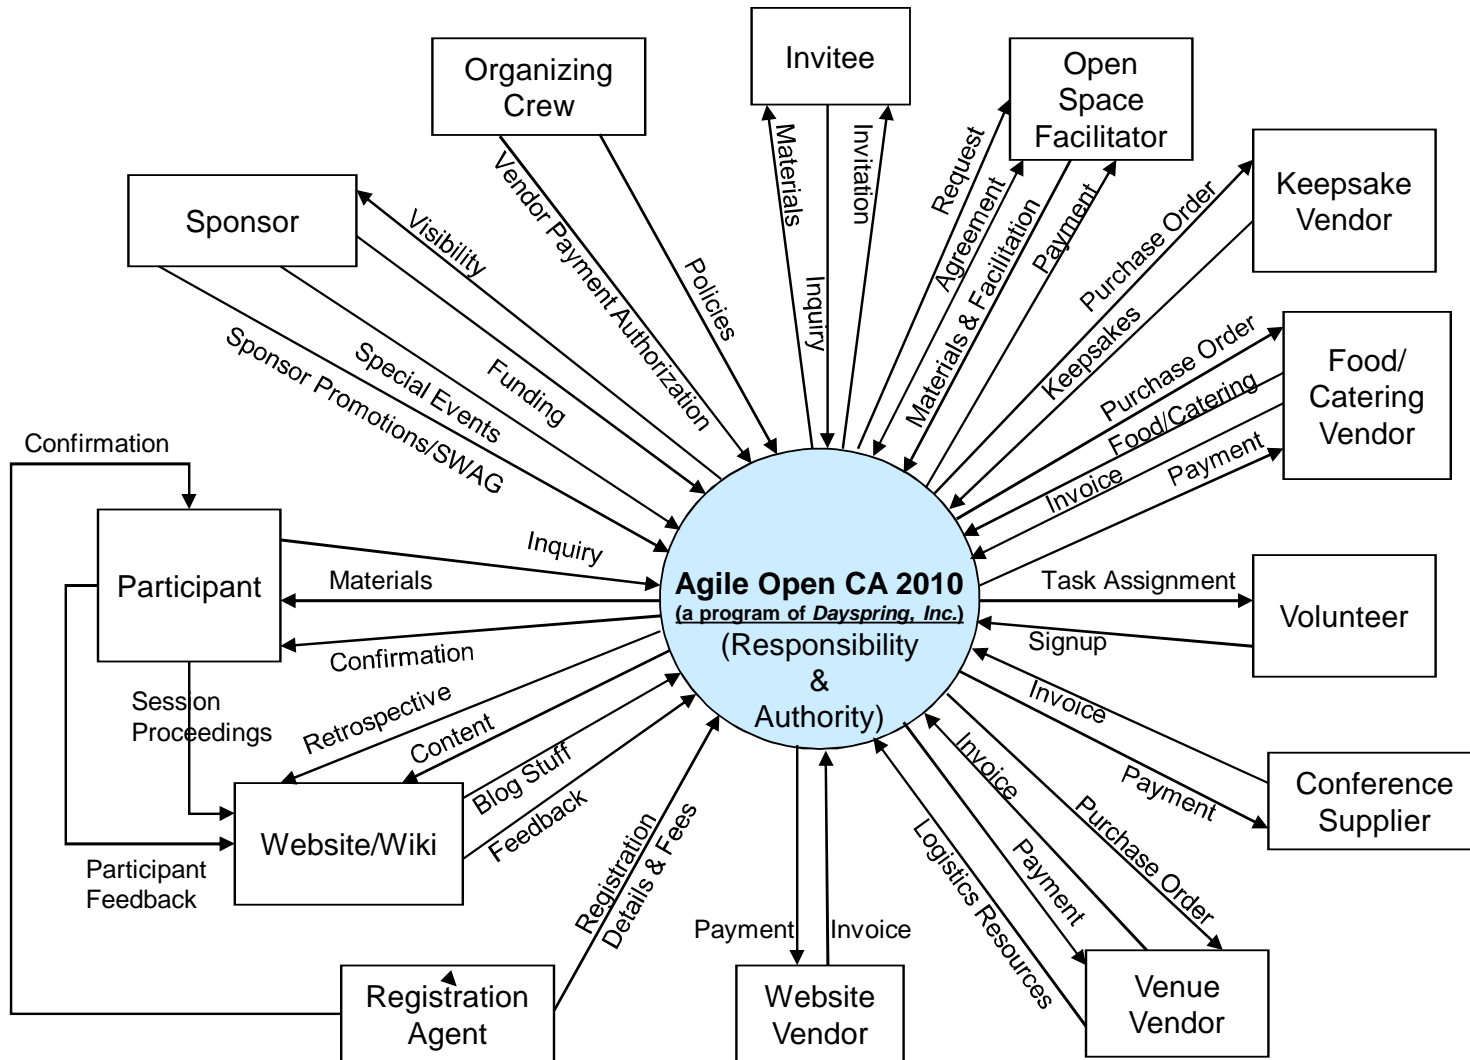 Organizing
Crew
Invitee
Open
Space
Facilitator
Keepsake
Vendor
Sponsor
Food/
Catering
Vendor
Visibility
Vendor Payment Authorization
Policies
Materials
Inquiry
Invitation
Request
Agreement
Materials & Facilitation
Payment
Purchase Order
Keepsakes
Purchase Order
Food/Catering
Invoice
Payment
Funding
Special Events
Sponsor Promotions/SWAG
Confirmation
Participant
Inquiry
Materials
Confirmation
Agile Open CA 2010
(a program of Dayspring, Inc.)
(Responsibility
&
Authority)
Task Assignment
Signup
Volunteer
Session
Proceedings
Retrospective
Content
Blog Stuff
Feedback
Website/Wiki
Participant
Feedback
Registration
Details & Fees
Registration
Agent
Payment
Invoice
Website
Vendor
Invoice
Payment
Conference
Supplier
Invoice
Purchase Order
Payment
Logistics Resources
Venue
Vendor